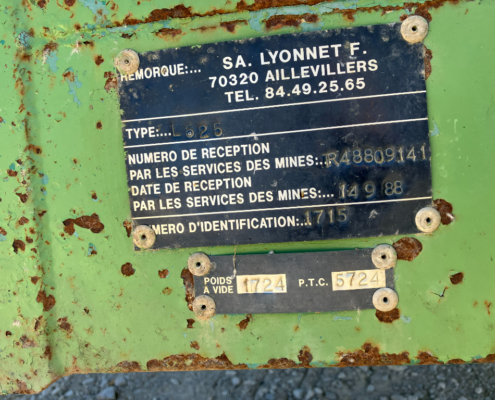 REMORQUE:... SA. LYONNET F.
70320 AILLEVILLERS
TEL. 84.49.25.65
TYPE:...L525
NUMERO DE RECEPTION
PAR LES SERVICES DES MINES:..R48809141
DATE DE RECEPTION
PAR LES SERVICES DES MINES:... 14 9 88
NUMERO D'IDENTIFICATION:...1715
POIDS A VIDE 1724 P.T.C. 5724